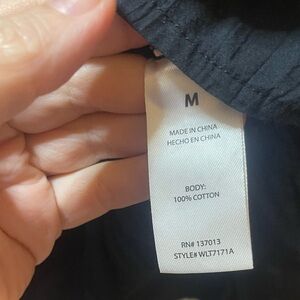 M
MADE IN CHINA
HECHO EN CHINA
BODY:
100% COTTON
RN# 137013
STYLE# WLT7171A